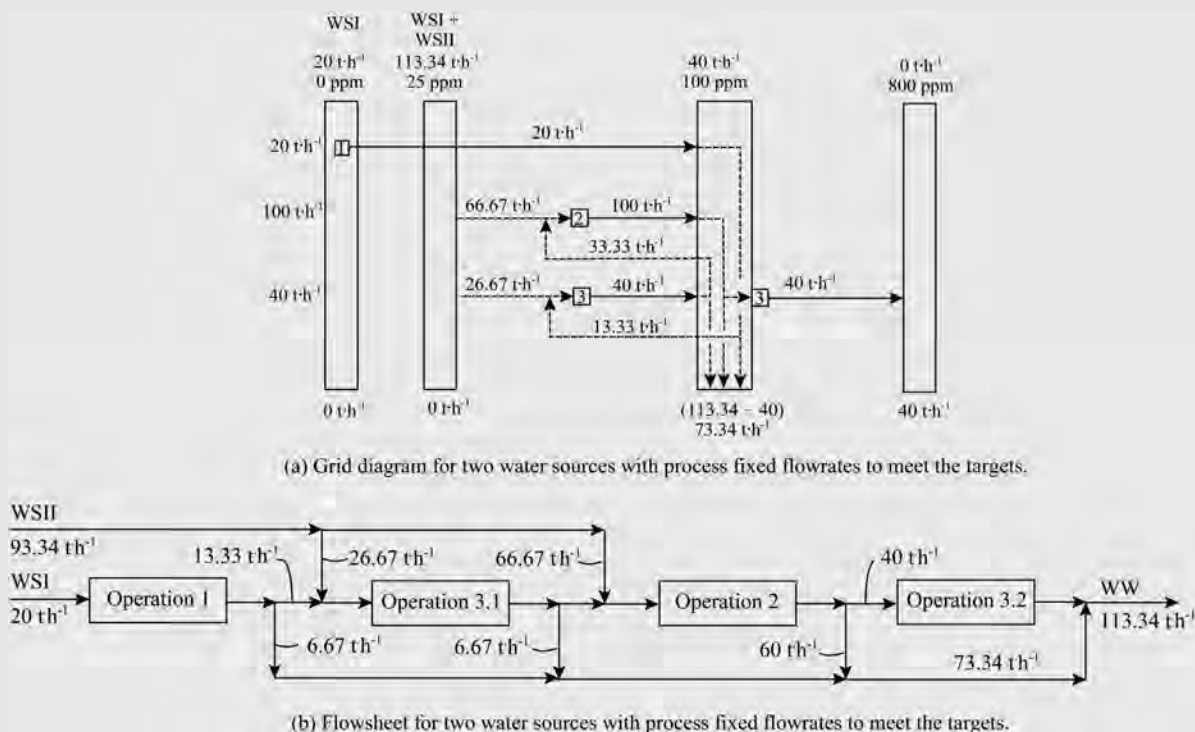 WSI
WSI +
WSII
20 t·h⁻¹
0 ppm
113.34 t·h⁻¹
25 ppm
40 t·h⁻¹
100 ppm
0 t·h⁻¹
800 ppm
20 t·h⁻¹
1
20 t·h⁻¹
100 t·h⁻¹
66.67 t·h⁻¹
2
100 t·h⁻¹
33.33 t·h⁻¹
40 t·h⁻¹
26.67 t·h⁻¹
3
40 t·h⁻¹
3
40 t·h⁻¹
13.33 t·h⁻¹
0 t·h⁻¹
0 t·h⁻¹
(113.34 – 40)
73.34 t·h⁻¹
40 t·h⁻¹
(a) Grid diagram for two water sources with process fixed flowrates to meet the targets.
WSII
93.34 th⁻¹
13.33 th⁻¹
26.67 th⁻¹
66.67 th⁻¹
40 th⁻¹
WSI
20 th⁻¹
Operation 1
Operation 3.1
Operation 2
Operation 3.2
WW
113.34 th⁻¹
6.67 th⁻¹
6.67 th⁻¹
60 th⁻¹
73.34 th⁻¹
(b) Flowsheet for two water sources with process fixed flowrates to meet the targets.